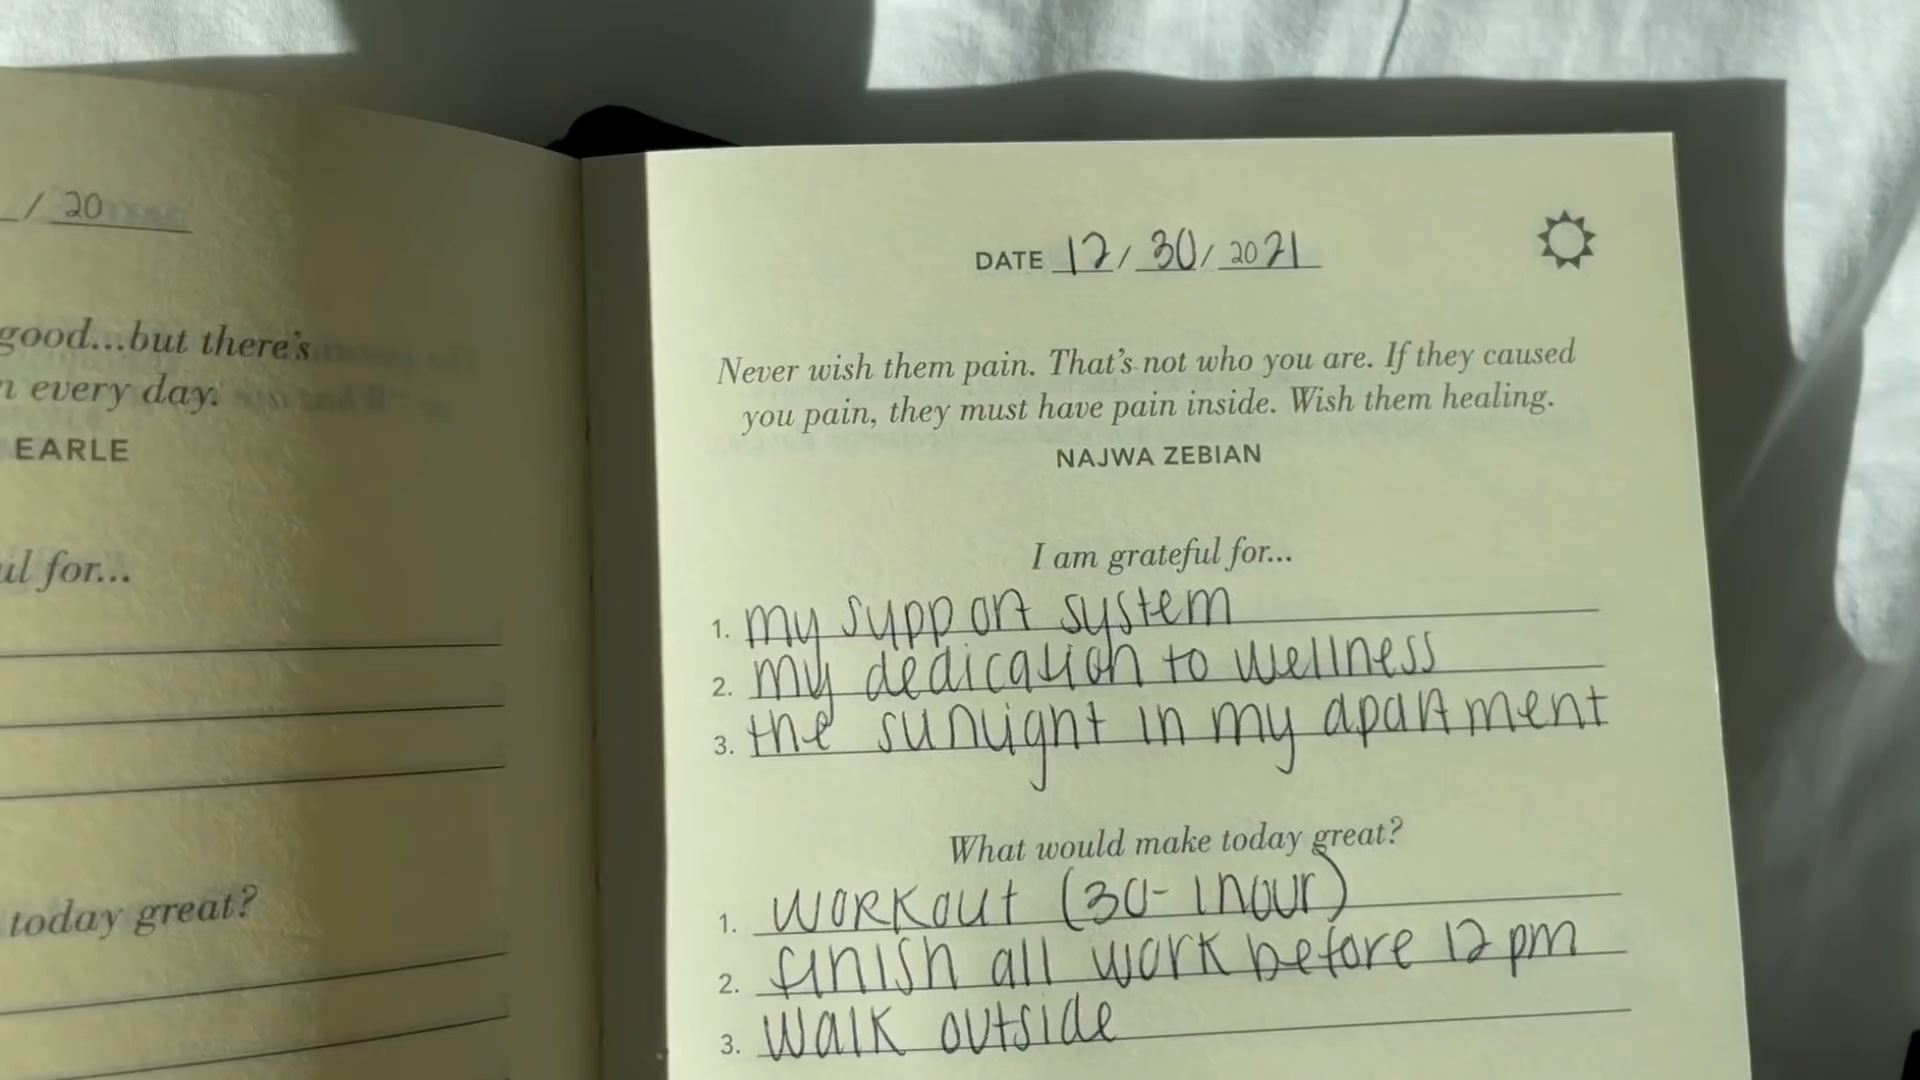 / 20
good...but there's
n every day.
EARLE
ul for...
today great?
DATE 12/30/2021
Never wish them pain. That's not who you are. If they caused
you pain, they must have pain inside. Wish them healing.
NAJWA ZEBIAN
I am grateful for...
1. my support system
2. my dedication to wellness
3. the sunlight in my apartment
What would make today great?
1. workout (30-1hour)
2. finish all work before 12pm
3. walk outside